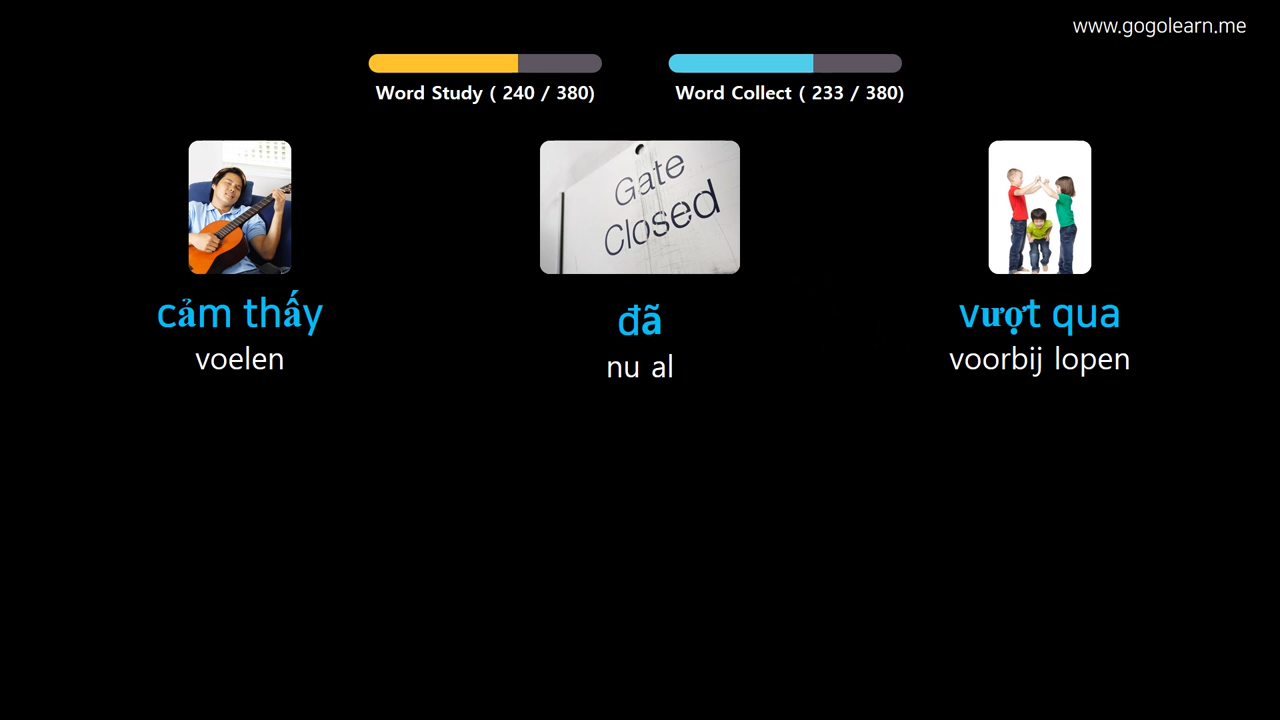 www.gogolearn.me
Word Study ( 240 / 380)
Word Collect ( 233 / 380)
Gate
Closed
cảm thấy
đã
vượt qua
voelen
nu al
voorbij lopen